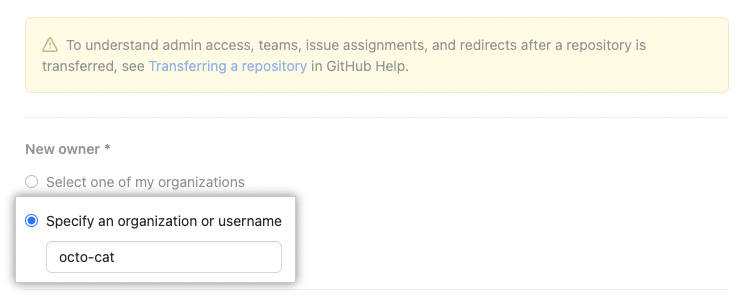 To understand admin access, teams, issue assignments, and redirects after a repository is
transferred, see Transferring a repository in GitHub Help.
New owner *
Select one of my organizations
Specify an organization or username
octo-cat